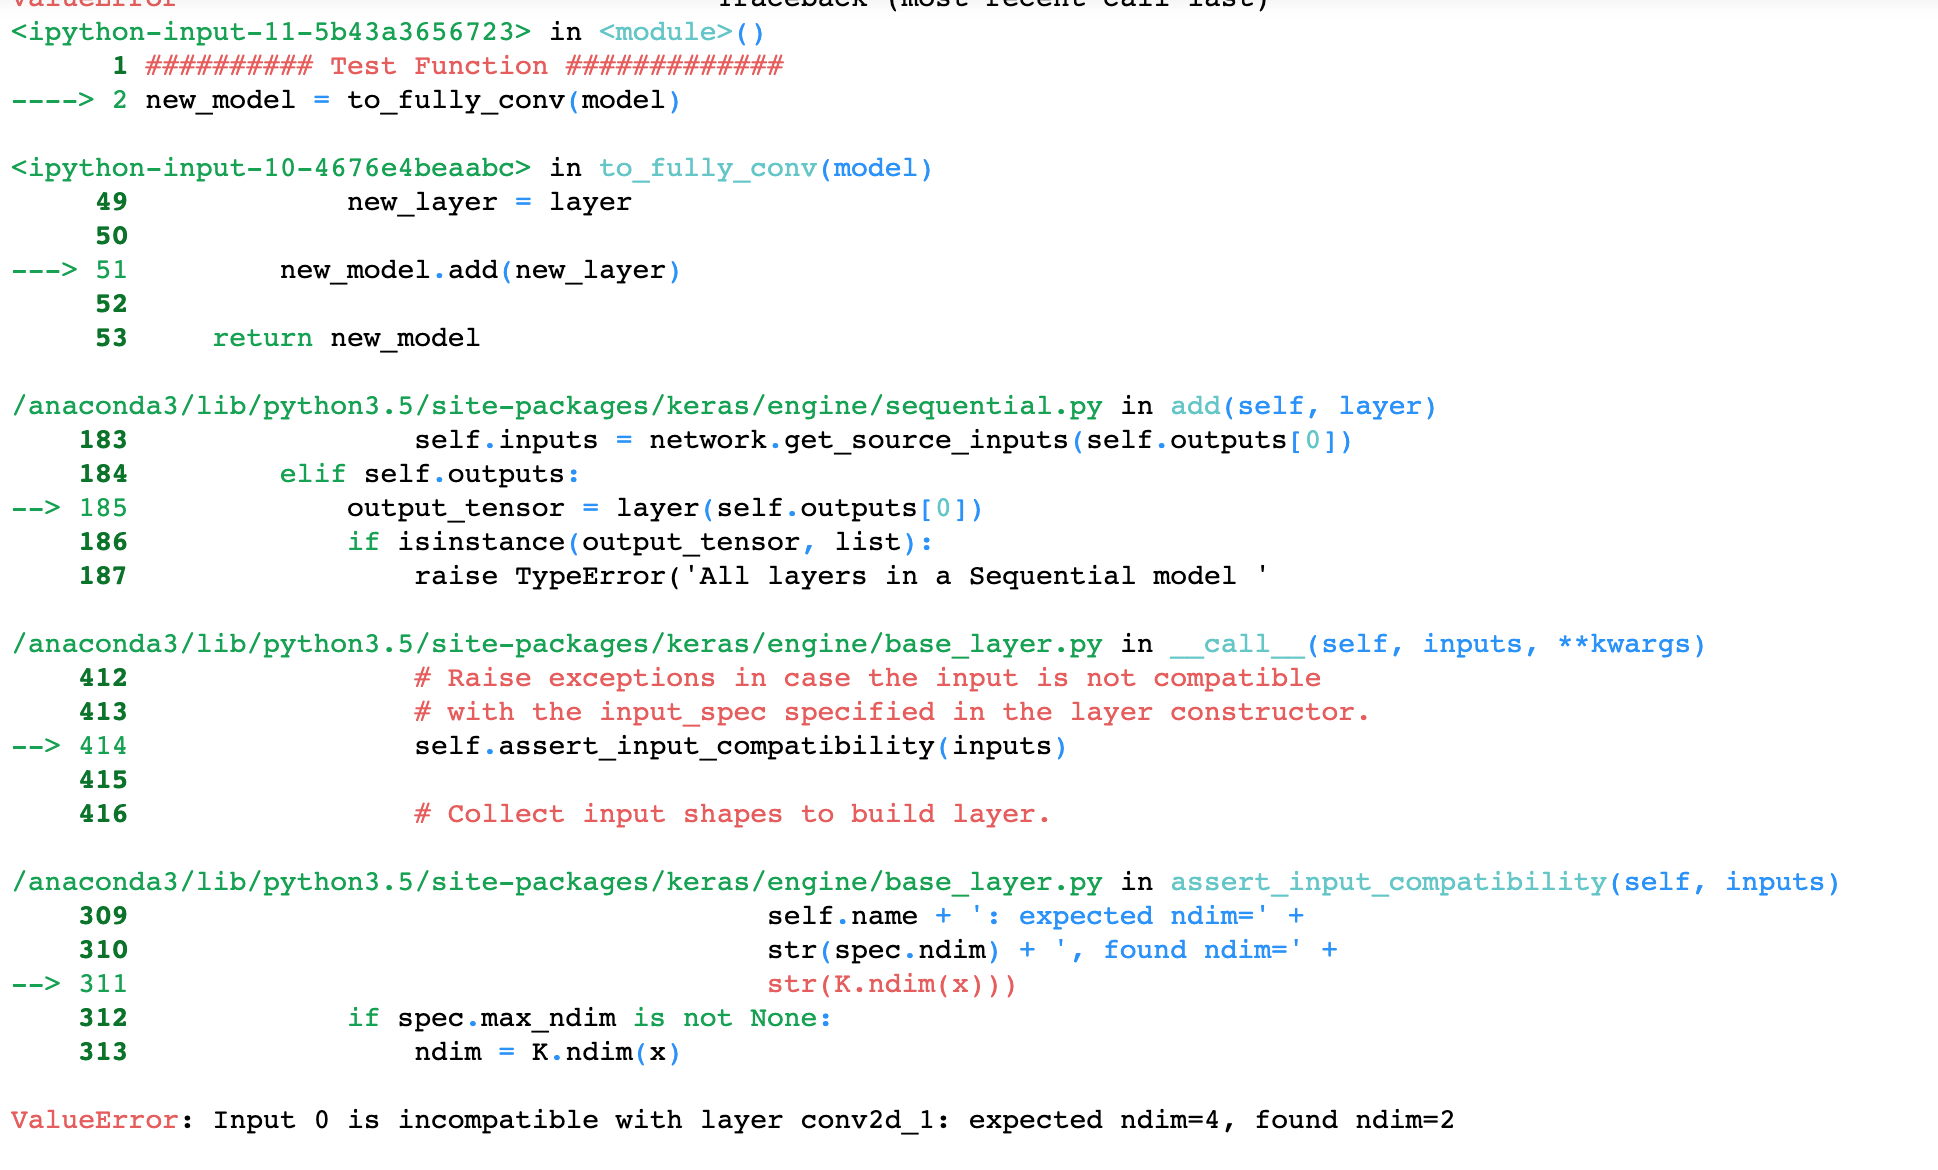 ValueError Traceback (most recent call last)
<ipython-input-11-5b43a3656723> in <module>()
      1 ########## Test Function #############
----> 2 new_model = to_fully_conv(model)

<ipython-input-10-4676e4beaabc> in to_fully_conv(model)
     49             new_layer = layer
     50
---> 51         new_model.add(new_layer)
     52
     53     return new_model

/anaconda3/lib/python3.5/site-packages/keras/engine/sequential.py in add(self, layer)
    183                 self.inputs = network.get_source_inputs(self.outputs[0])
    184         elif self.outputs:
--> 185             output_tensor = layer(self.outputs[0])
    186             if isinstance(output_tensor, list):
    187                 raise TypeError('All layers in a Sequential model '

/anaconda3/lib/python3.5/site-packages/keras/engine/base_layer.py in __call__(self, inputs, **kwargs)
    412                 # Raise exceptions in case the input is not compatible
    413                 # with the input_spec specified in the layer constructor.
--> 414                 self.assert_input_compatibility(inputs)
    415
    416                 # Collect input shapes to build layer.

/anaconda3/lib/python3.5/site-packages/keras/engine/base_layer.py in assert_input_compatibility(self, inputs)
    309                                      self.name + ': expected ndim=' +
    310                                      str(spec.ndim) + ', found ndim=' +
--> 311                                      str(K.ndim(x)))
    312             if spec.max_ndim is not None:
    313                 ndim = K.ndim(x)

ValueError: Input 0 is incompatible with layer conv2d_1: expected ndim=4, found ndim=2